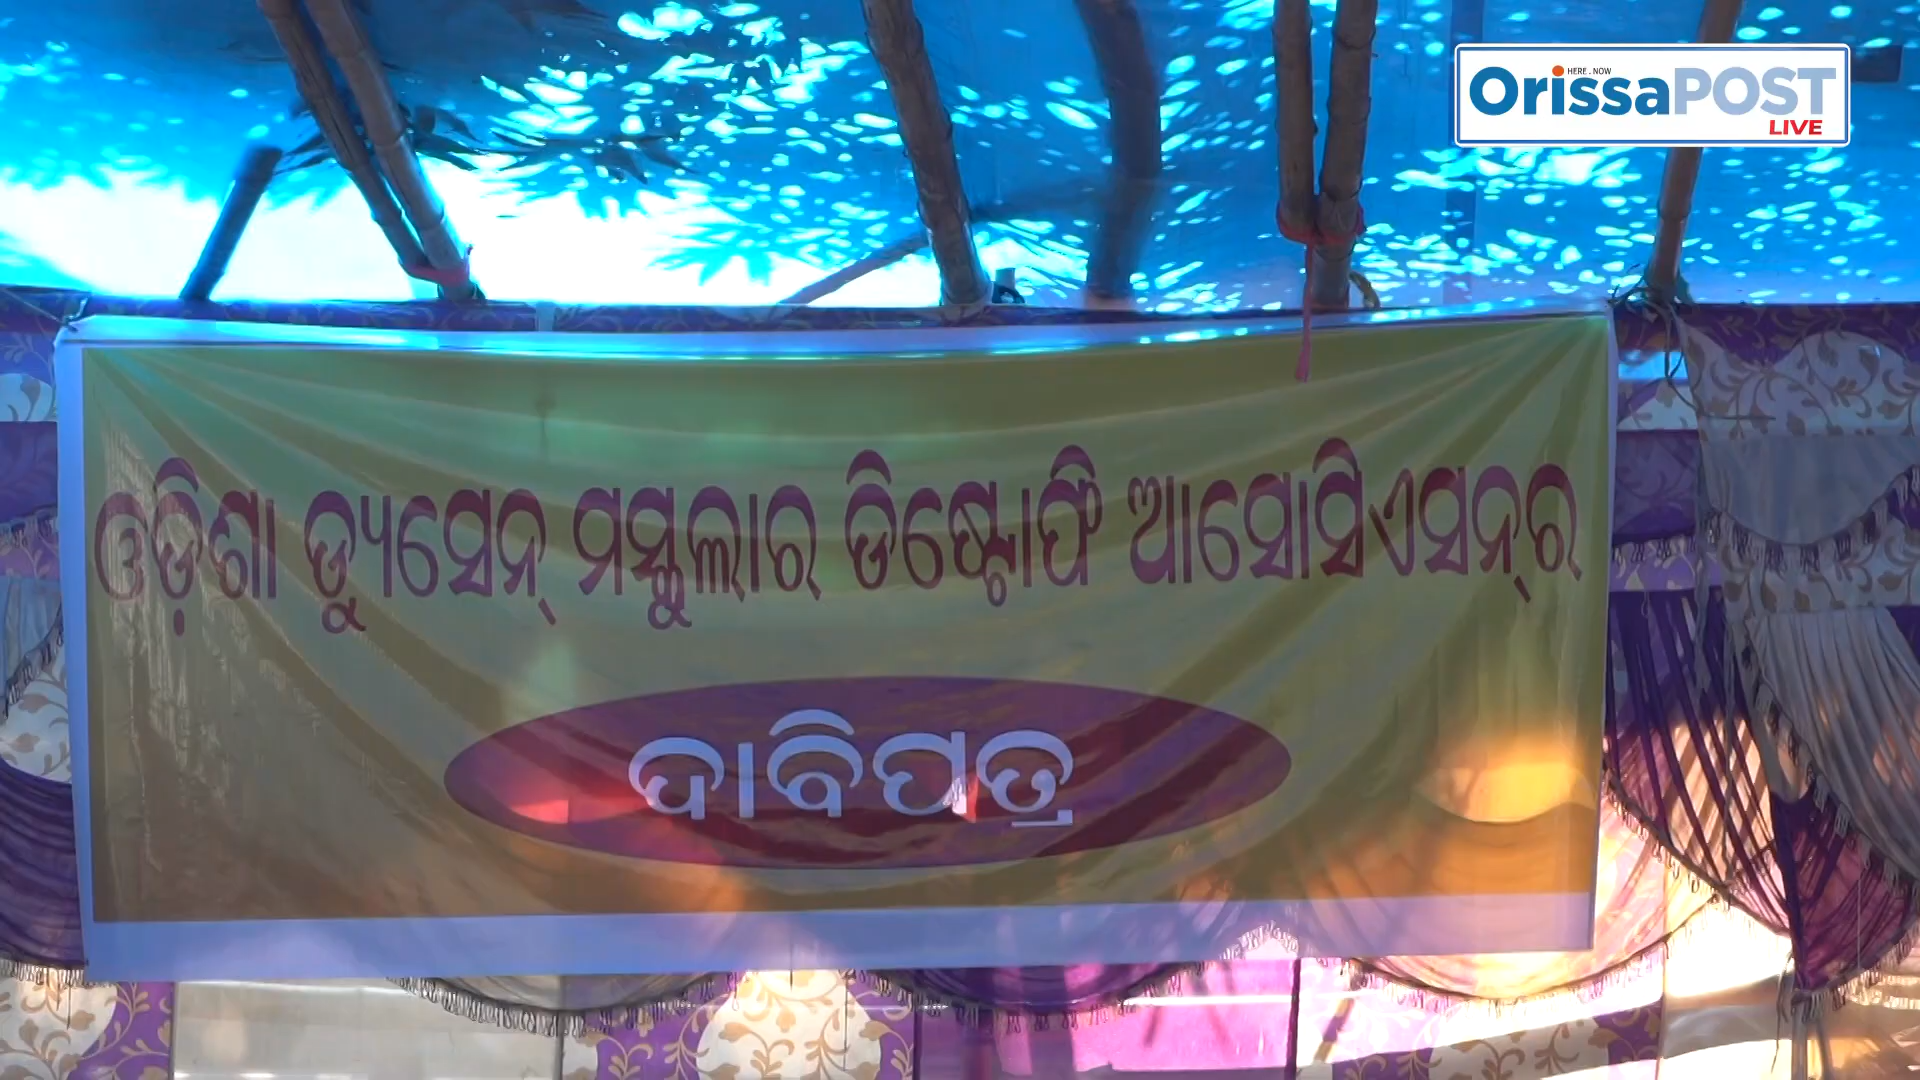 HERE . NOW
OrissaPOST
LIVE
ଓଡ଼ିଶା ଡ୍ୟୁସେନ୍ ମସ୍କୁଲାର ଡିଷ୍ଟ୍ରୋଫି ଆସୋସିଏସନ୍‌ର
ଦାବିପତ୍ର